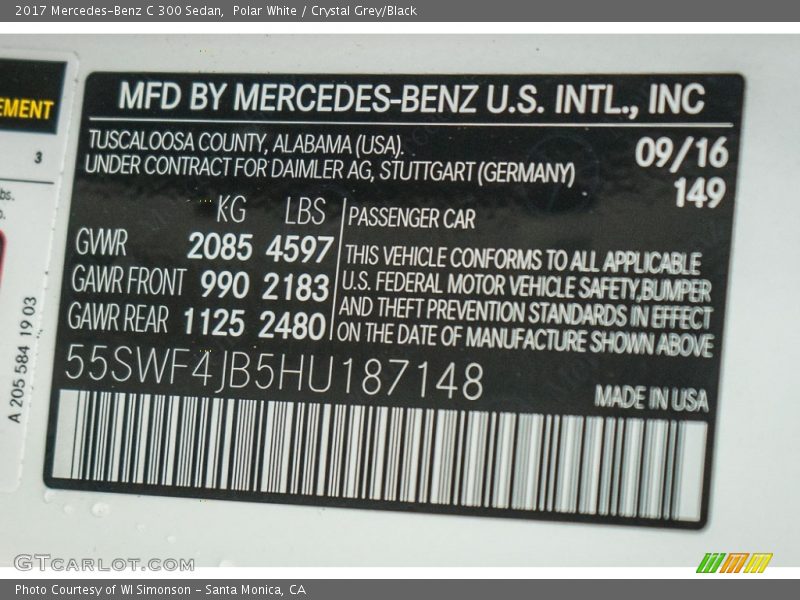 2017 Mercedes-Benz C 300 Sedan,  Polar White / Crystal Grey/Black
EMENT
3
bs.
A 205 584 19 03
MFD BY MERCEDES-BENZ U.S. INTL., INC
TUSCALOOSA COUNTY, ALABAMA (USA).
UNDER CONTRACT FOR DAIMLER AG, STUTTGART (GERMANY)
09/16
149
KG LBS
GVWR 2085 4597
GAWR FRONT 990 2183
GAWR REAR 1125 2480
PASSENGER CAR
THIS VEHICLE CONFORMS TO ALL APPLICABLE
U.S. FEDERAL MOTOR VEHICLE SAFETY,BUMPER
AND THEFT PREVENTION STANDARDS IN EFFECT
ON THE DATE OF MANUFACTURE SHOWN ABOVE
55SWF4JB5HU187148
MADE IN USA
GTCARLOT.COM
Photo Courtesy of WI Simonson - Santa Monica, CA